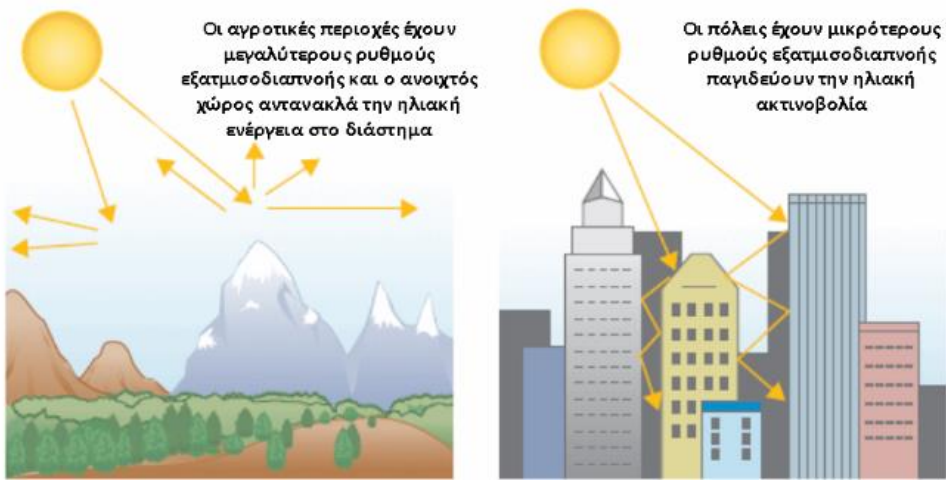 Οι αγροτικές περιοχές έχουν
μεγαλύτερους ρυθμούς
εξατμισοδιαπνοής και ο ανοιχτός
χώρος αντανακλά την ηλιακή
ενέργεια στο διάστημα
Οι πόλεις έχουν μικρότερους
ρυθμούς εξατμισοδιαπνοής
παγιδεύουν την ηλιακή
ακτινοβολία